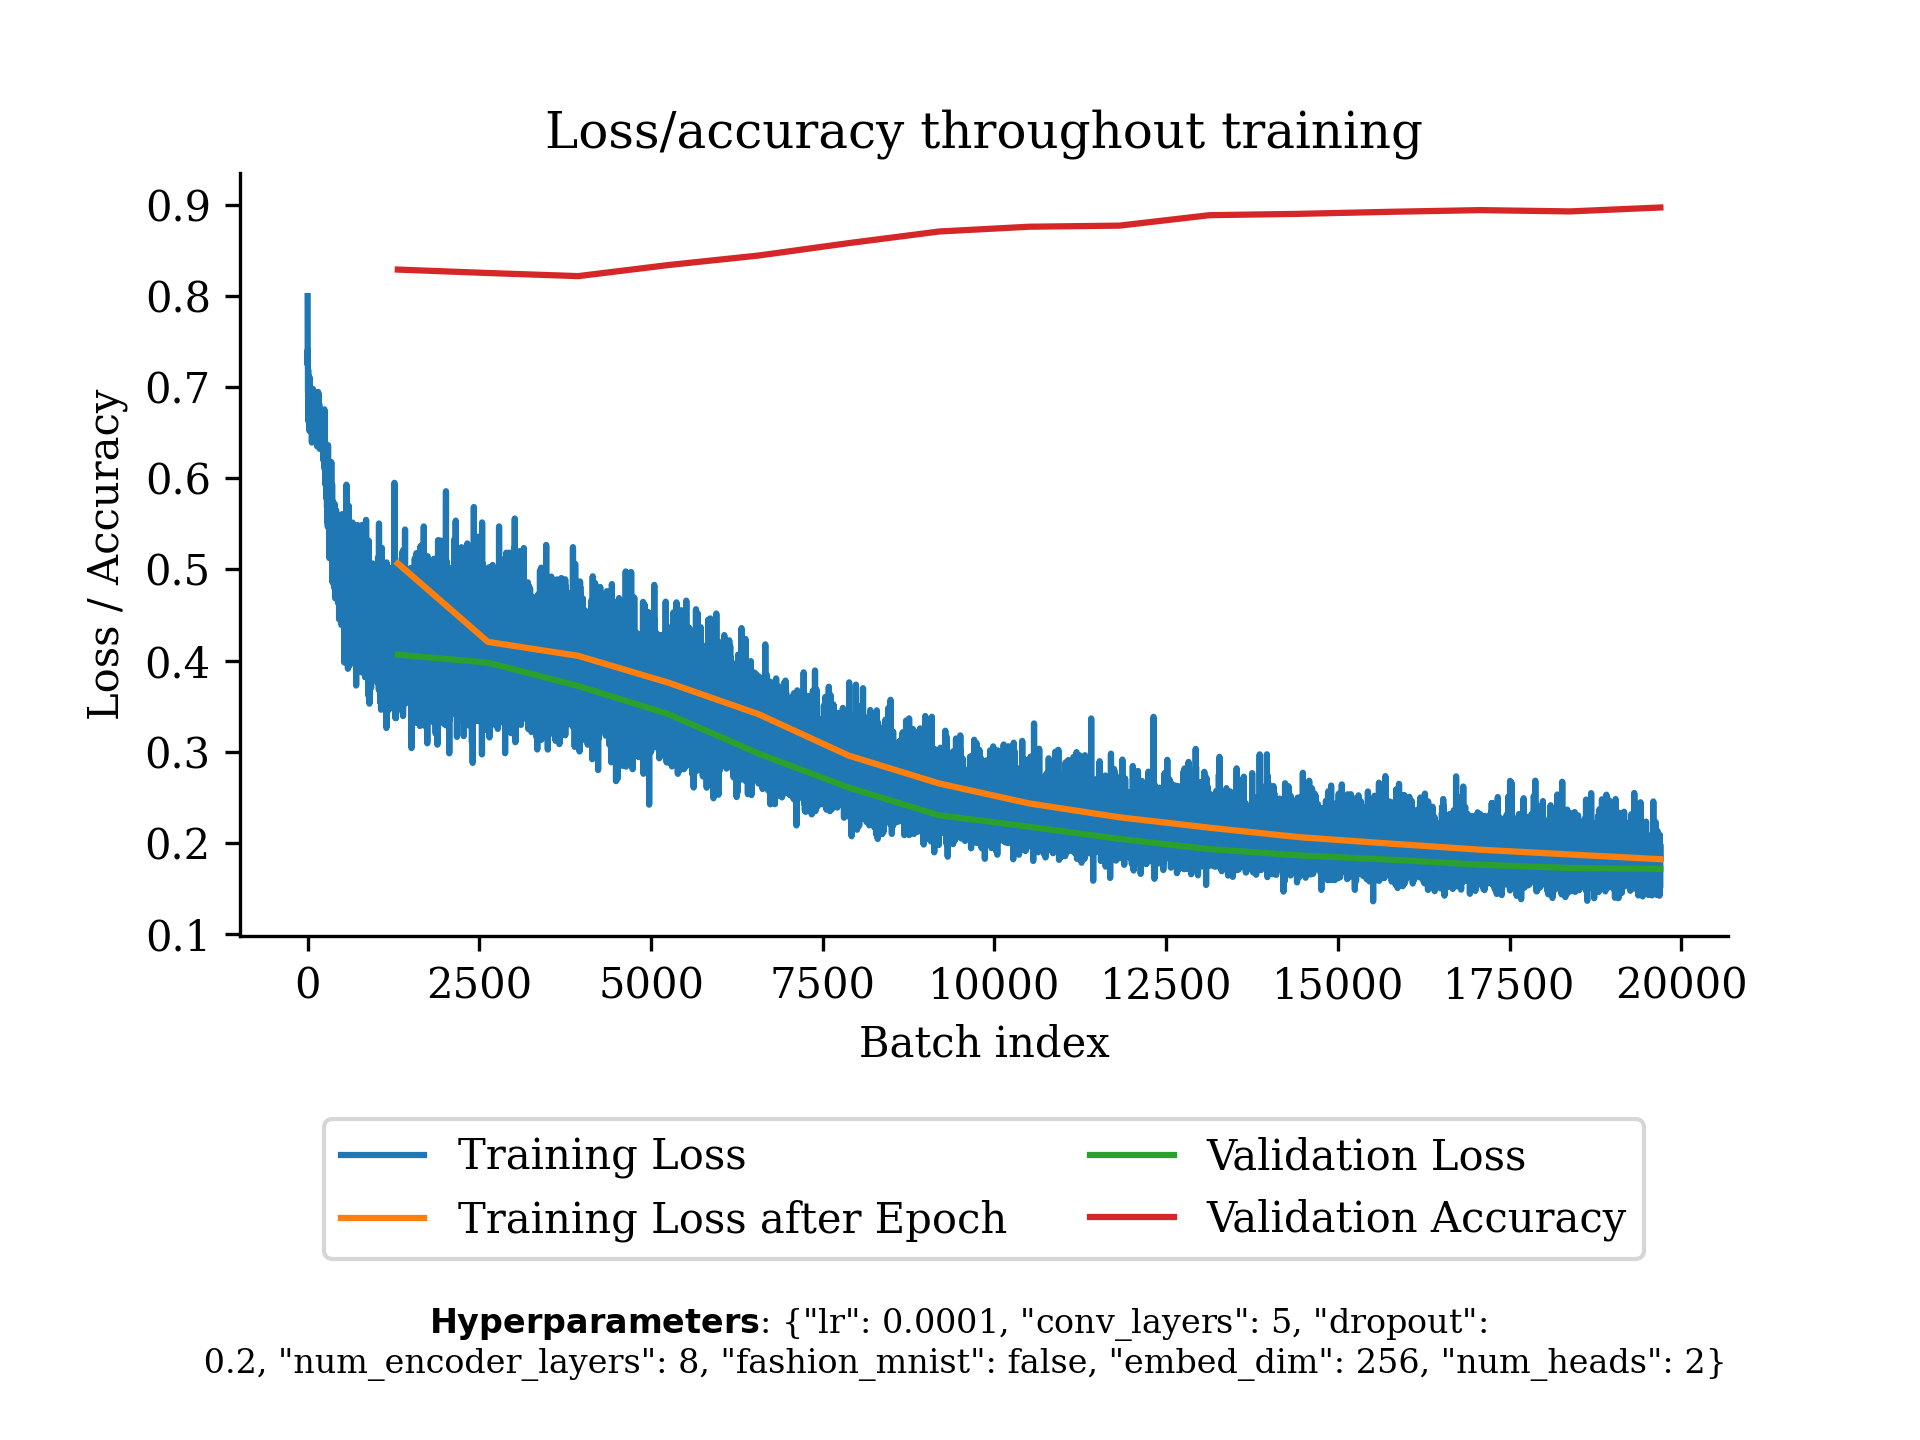 Loss/accuracy throughout training
0.9
0.8
0.7
0.6
0.5
0.4
0.3
0.2
0.1
Loss / Accuracy
0 2500 5000 7500 10000 12500 15000 17500 20000
Batch index
Training Loss
Training Loss after Epoch
Validation Loss
Validation Accuracy
Hyperparameters: {"lr": 0.0001, "conv_layers": 5, "dropout":
0.2, "num_encoder_layers": 8, "fashion_mnist": false, "embed_dim": 256, "num_heads": 2}